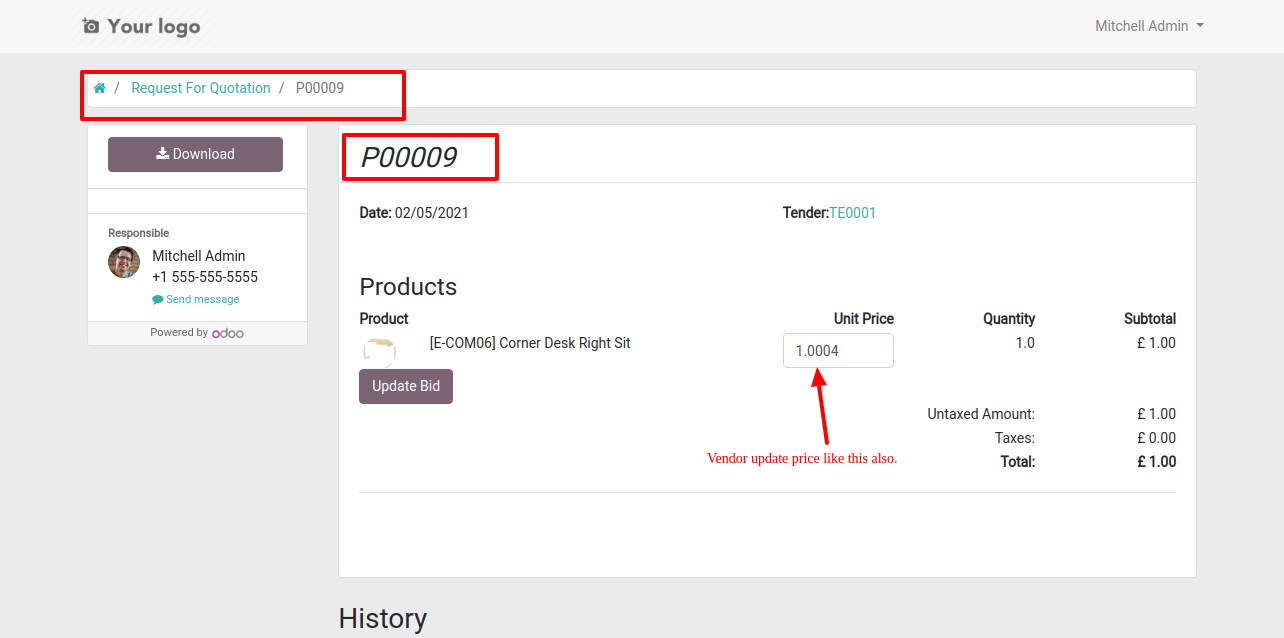 Your logo
Mitchell Admin
/ Request For Quotation / P00009
Download
Responsible
Mitchell Admin
+1 555-555-5555
Send message
Powered by odoo
P00009
Date: 02/05/2021
Tender:TE0001
Products
Product Unit Price Quantity Subtotal
[E-COM06] Corner Desk Right Sit 1.0004 1.0 £ 1.00
Update Bid
Untaxed Amount: £ 1.00
Taxes: £ 0.00
Total: £ 1.00
Vendor update price like this also.
History